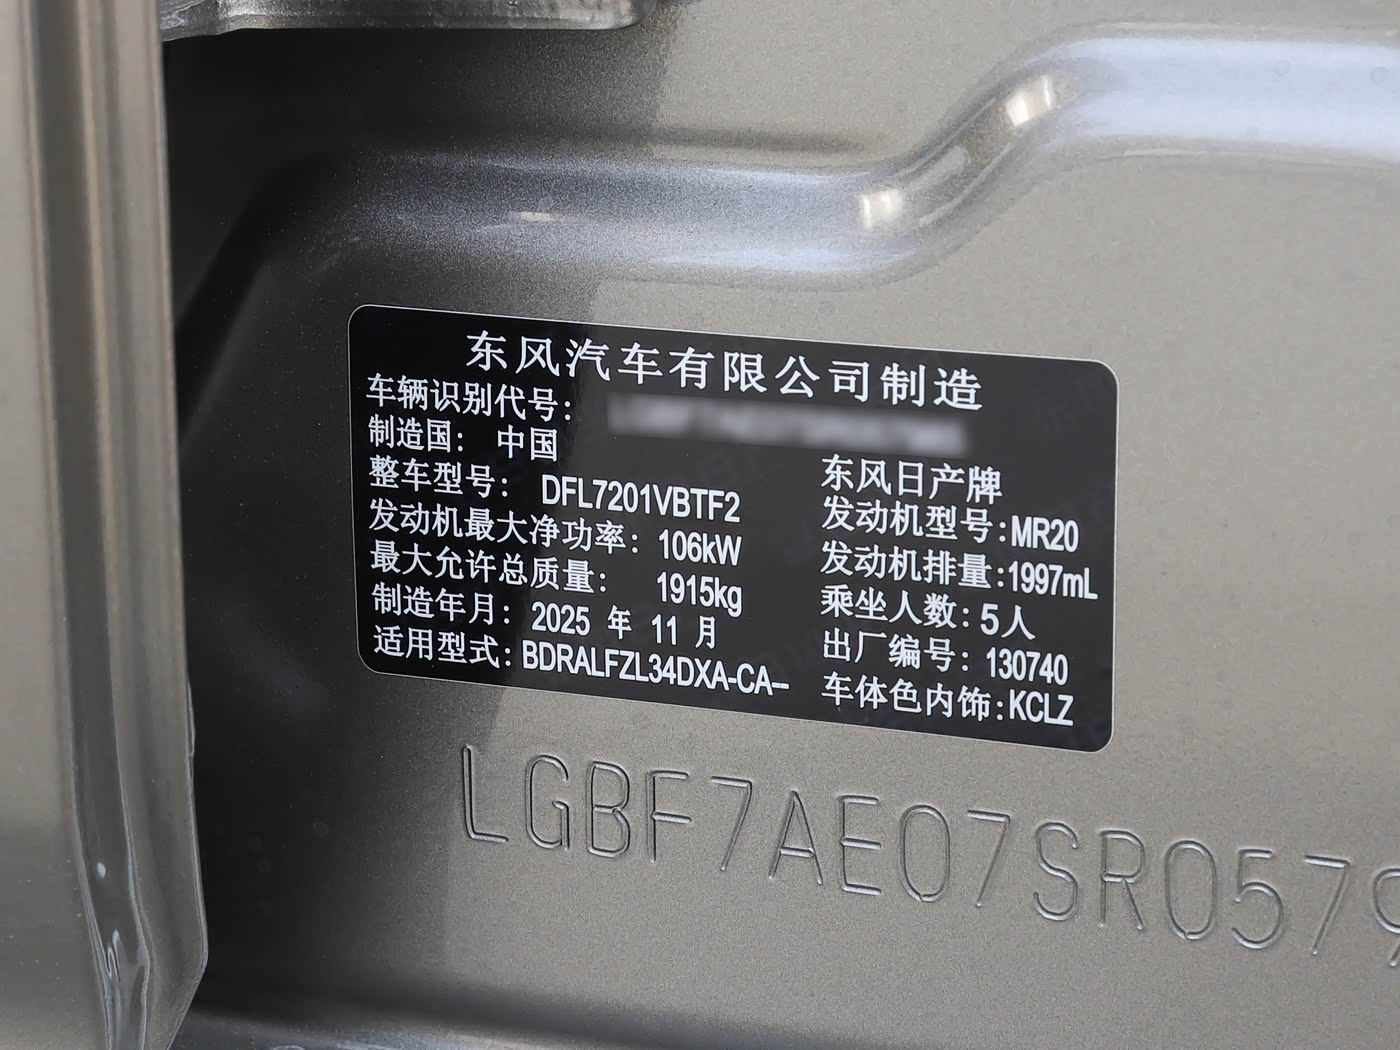 东风汽车有限公司制造
车辆识别代号：
制造国： 中国
东风日产牌
整车型号： DFL7201VBTF2
发动机型号:MR20
发动机最大净功率: 106kW
发动机排量:1997mL
最大允许总质量: 1915kg
乘坐人数: 5人
制造年月: 2025 年 11 月
出厂编号: 130740
适用型式:BDRALFZL34DXA-CA--
车体色内饰:KCLZ
LGBF7AE07SR0579